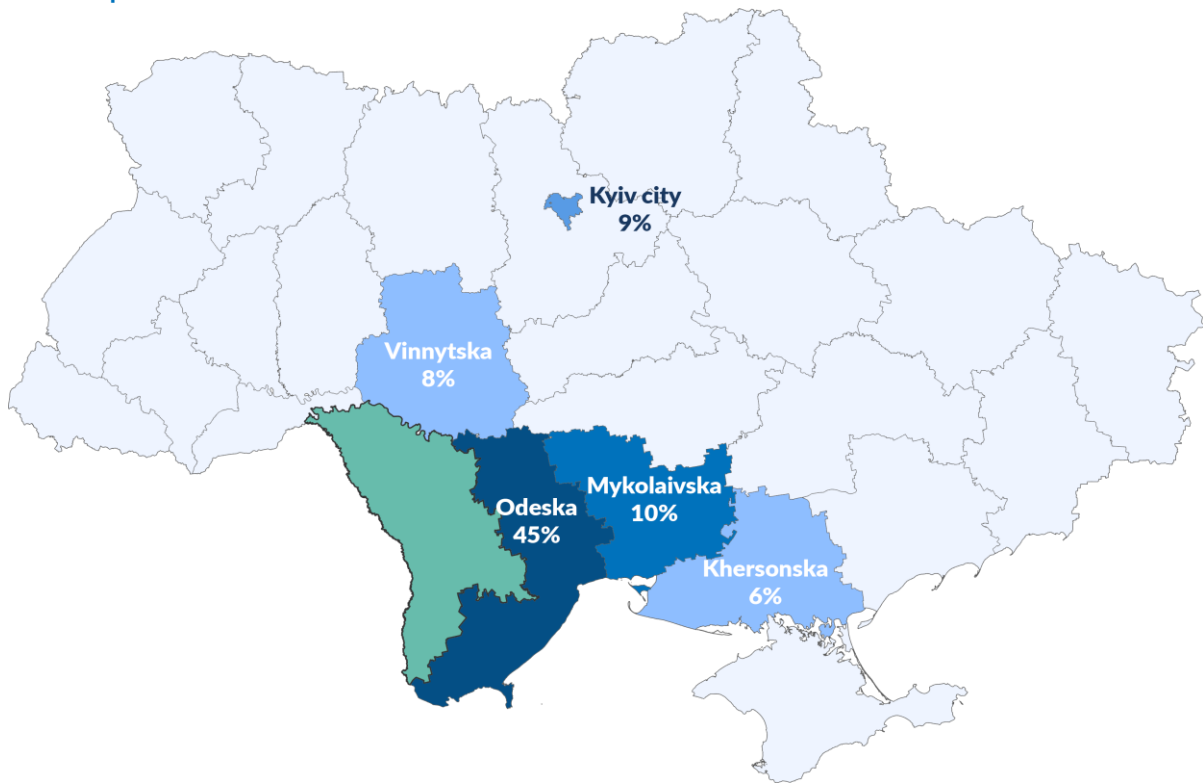 Kyiv city
9%
Vinnytska
8%
Odeska
45%
Mykolaivska
10%
Khersonska
6%